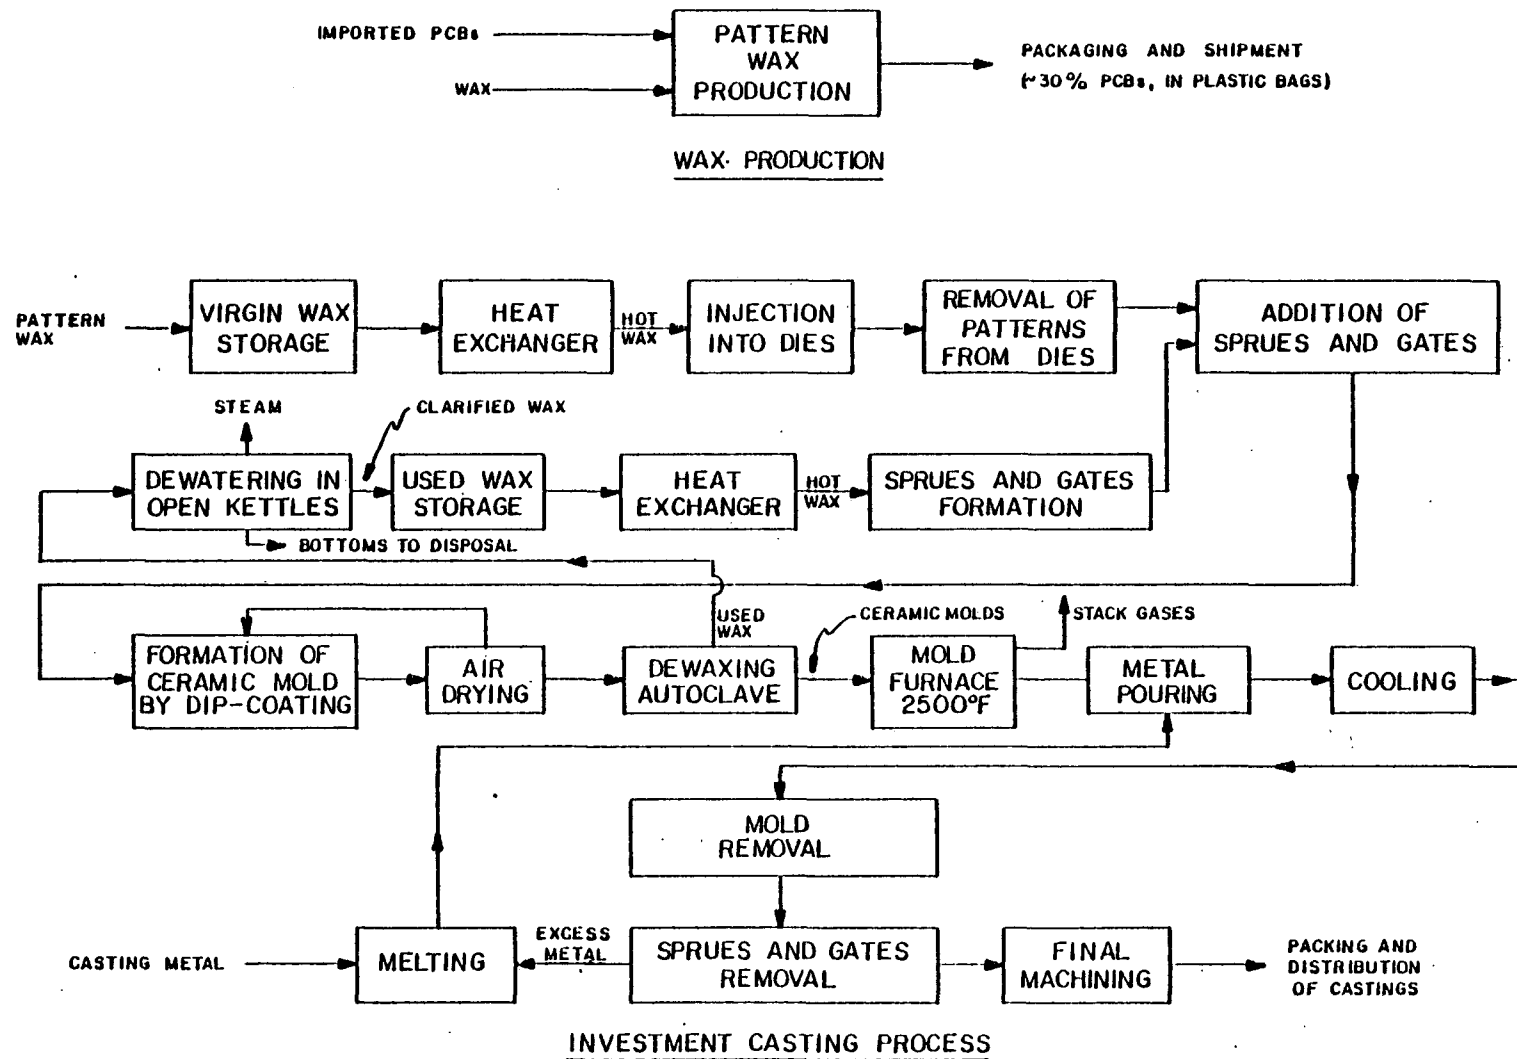 IMPORTED PCBs
WAX
PATTERN
WAX
PRODUCTION
PACKAGING AND SHIPMENT
(~30% PCBs, IN PLASTIC BAGS)
WAX PRODUCTION
PATTERN
WAX
VIRGIN WAX
STORAGE
HEAT
EXCHANGER
HOT
WAX
INJECTION
INTO DIES
REMOVAL OF
PATTERNS
FROM DIES
ADDITION OF
SPRUES AND GATES
STEAM
CLARIFIED WAX
DEWATERING IN
OPEN KETTLES
USED WAX
STORAGE
HEAT
EXCHANGER
HOT
WAX
SPRUES AND GATES
FORMATION
BOTTOMS TO DISPOSAL
FORMATION OF
CERAMIC MOLD
BY DIP-COATING
AIR
DRYING
USED
WAX
DEWAXING
AUTOCLAVE
CERAMIC MOLDS
MOLD
FURNACE
2500°F
STACK GASES
METAL
POURING
COOLING
MOLD
REMOVAL
CASTING METAL
MELTING
EXCESS
METAL
SPRUES AND GATES
REMOVAL
FINAL
MACHINING
PACKING AND
DISTRIBUTION
OF CASTINGS
INVESTMENT CASTING PROCESS